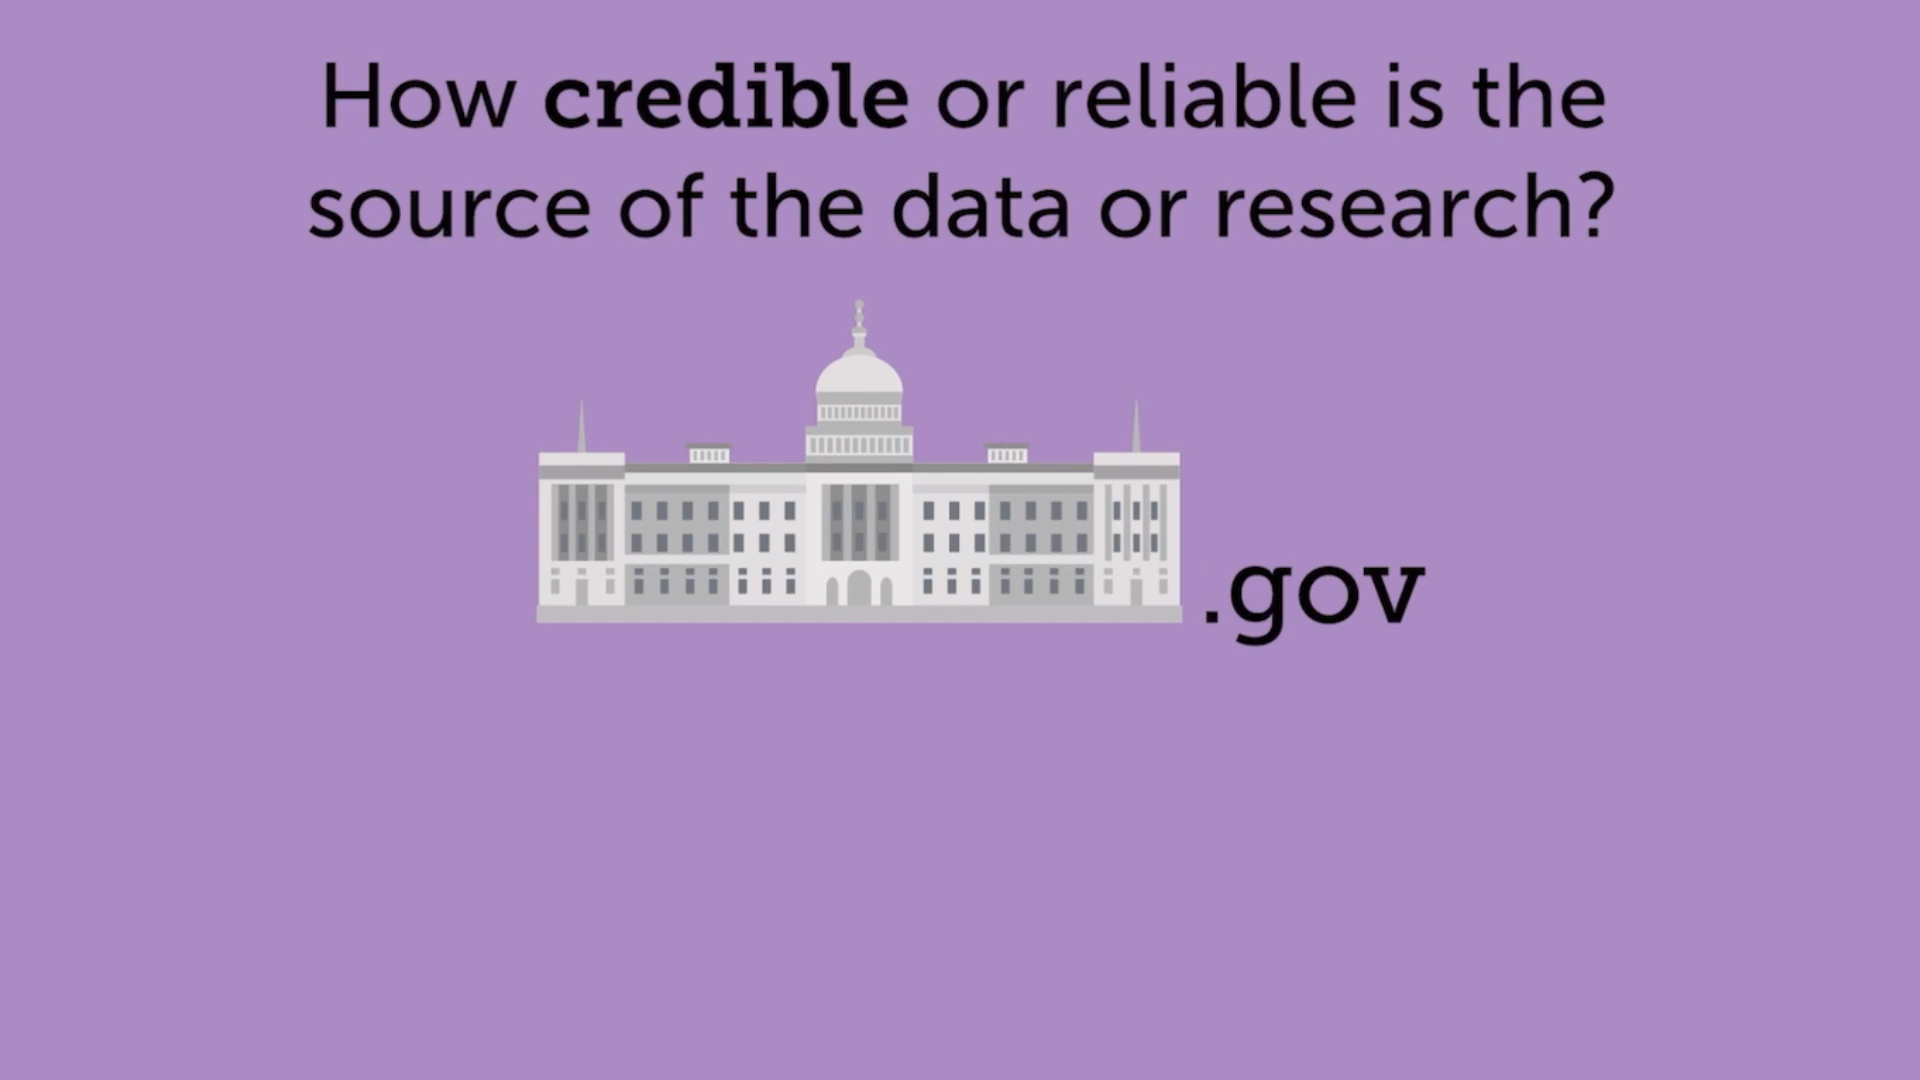 How credible or reliable is the
source of the data or research?
.gov